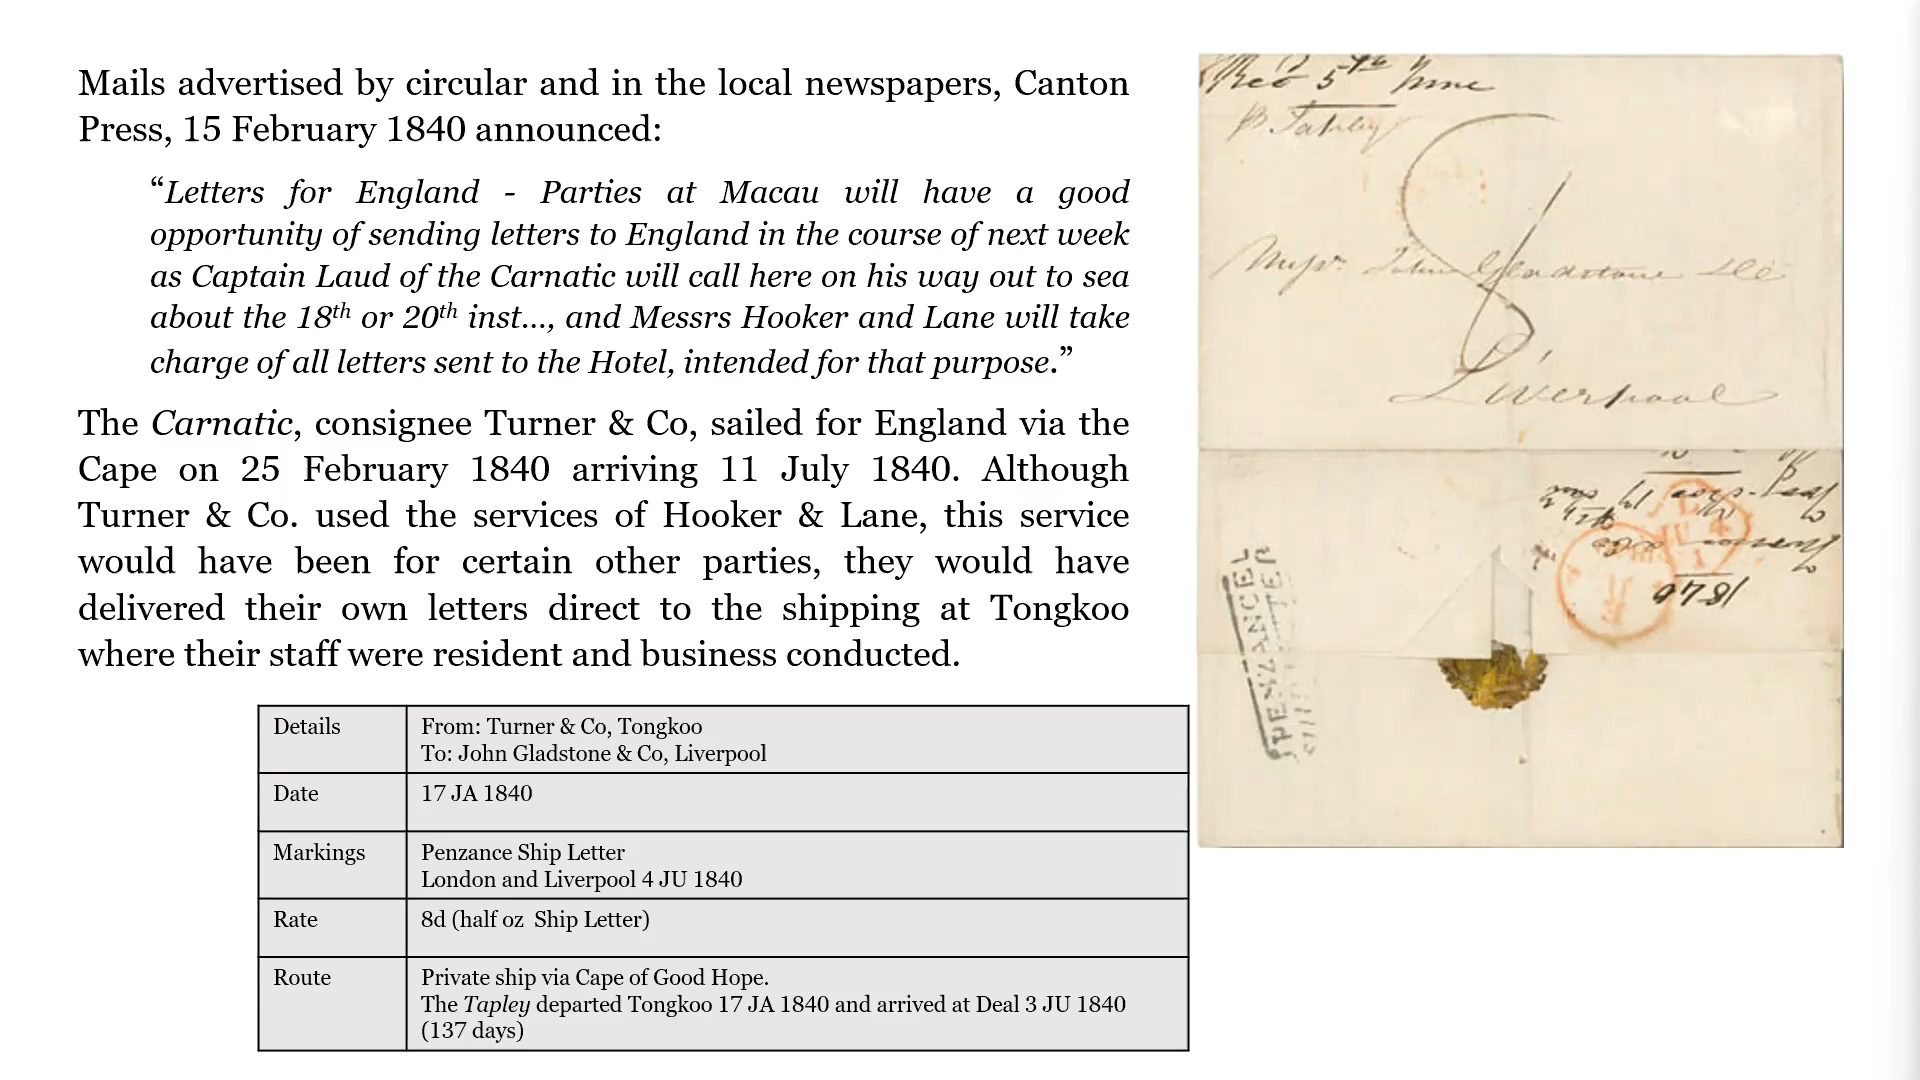 Mails advertised by circular and in the local newspapers, Canton
Press, 15 February 1840 announced:
“Letters for England - Parties at Macau will have a good
opportunity of sending letters to England in the course of next week
as Captain Laud of the Carnatic will call here on his way out to sea
about the 18th or 20th inst..., and Messrs Hooker and Lane will take
charge of all letters sent to the Hotel, intended for that purpose.”
The Carnatic, consignee Turner & Co, sailed for England via the
Cape on 25 February 1840 arriving 11 July 1840. Although
Turner & Co. used the services of Hooker & Lane, this service
would have been for certain other parties, they would have
delivered their own letters direct to the shipping at Tongkoo
where their staff were resident and business conducted.
Details
From: Turner & Co, Tongkoo
To: John Gladstone & Co, Liverpool
Date
17 JA 1840
Markings
Penzance Ship Letter
London and Liverpool 4 JU 1840
Rate
8d (half oz Ship Letter)
Route
Private ship via Cape of Good Hope.
The Tapley departed Tongkoo 17 JA 1840 and arrived at Deal 3 JU 1840
(137 days)
5th June
p. Tapley
8
Messrs. John Gladstone &Co
Liverpool
1840
PENZANCE